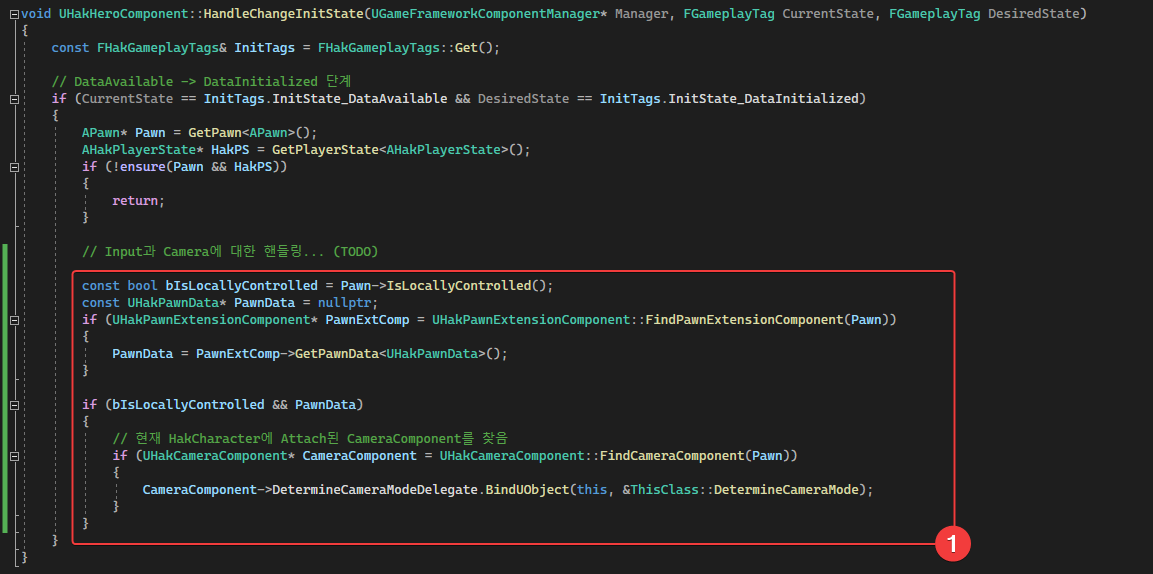 void UHakHeroComponent::HandleChangeInitState(UGameFrameworkComponentManager* Manager, FGameplayTag CurrentState, FGameplayTag DesiredState)
{
    const FHakGameplayTags& InitTags = FHakGameplayTags::Get();
    // DataAvailable -> DataInitialized 단계
    if (CurrentState == InitTags.InitState_DataAvailable && DesiredState == InitTags.InitState_DataInitialized)
    {
        APawn* Pawn = GetPawn<APawn>();
        AHakPlayerState* HakPS = GetPlayerState<AHakPlayerState>();
        if (!ensure(Pawn && HakPS))
        {
            return;
        }
        // Input과 Camera에 대한 핸들링... (TODO)
        const bool bIsLocallyControlled = Pawn->IsLocallyControlled();
        const UHakPawnData* PawnData = nullptr;
        if (UHakPawnExtensionComponent* PawnExtComp = UHakPawnExtensionComponent::FindPawnExtensionComponent(Pawn))
        {
            PawnData = PawnExtComp->GetPawnData<UHakPawnData>();
        }
        if (bIsLocallyControlled && PawnData)
        {
            // 현재 HakCharacter에 Attach된 CameraComponent를 찾음
            if (UHakCameraComponent* CameraComponent = UHakCameraComponent::FindCameraComponent(Pawn))
            {
                CameraComponent->DetermineCameraModeDelegate.BindUObject(this, &ThisClass::DetermineCameraMode);
            }
        }
    }
}
1